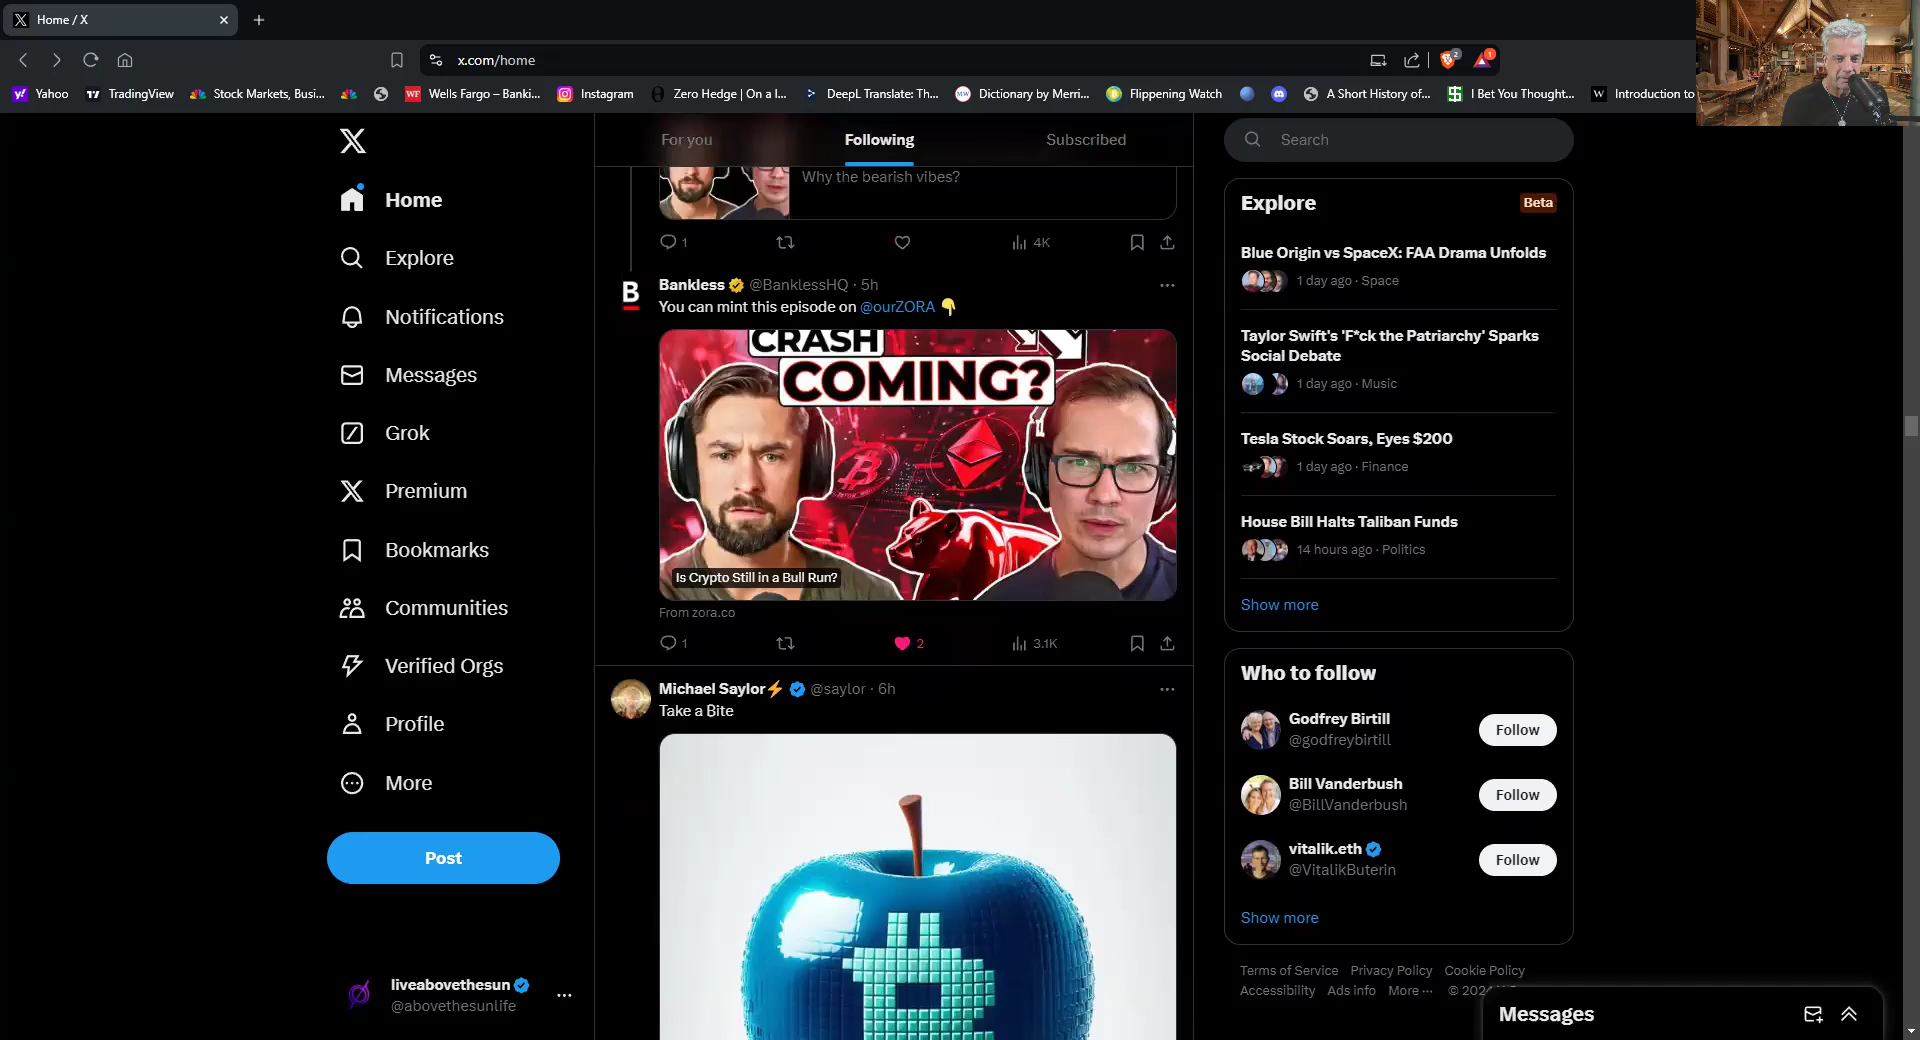 Home / X
x.com/home
2
1
Yahoo
TradingView
Stock Markets, Busi...
WF
Wells Fargo – Banki...
Instagram
Zero Hedge | On a l...
DeepL Translate: Th...
Dictionary by Merri...
Flippening Watch
A Short History of...
I Bet You Thought...
W
Introduction to
Home
Explore
Notifications
Messages
Grok
Premium
Bookmarks
Communities
Verified Orgs
Profile
More
Post
liveabovethesun
@abovethesunlife
For you
Following
Subscribed
Why the bearish vibes?
1
4K
Bankless @BanklessHQ · 5h
You can mint this episode on @ourZORA
CRASH
COMING?
Is Crypto Still in a Bull Run?
From zora.co
1
2
3.1K
Michael Saylor @saylor · 6h
Take a ₿ite
Search
Explore
Beta
Blue Origin vs SpaceX: FAA Drama Unfolds
1 day ago · Space
Taylor Swift's 'F*ck the Patriarchy' Sparks
Social Debate
1 day ago · Music
Tesla Stock Soars, Eyes $200
1 day ago · Finance
House Bill Halts Taliban Funds
14 hours ago · Politics
Show more
Who to follow
Godfrey Birtill
@godfreybirtill
Follow
Bill Vanderbush
@BillVanderbush
Follow
vitalik.eth
@VitalikButerin
Follow
Show more
Terms of Service Privacy Policy Cookie Policy
Accessibility Ads info More ··· © 2024
Messages